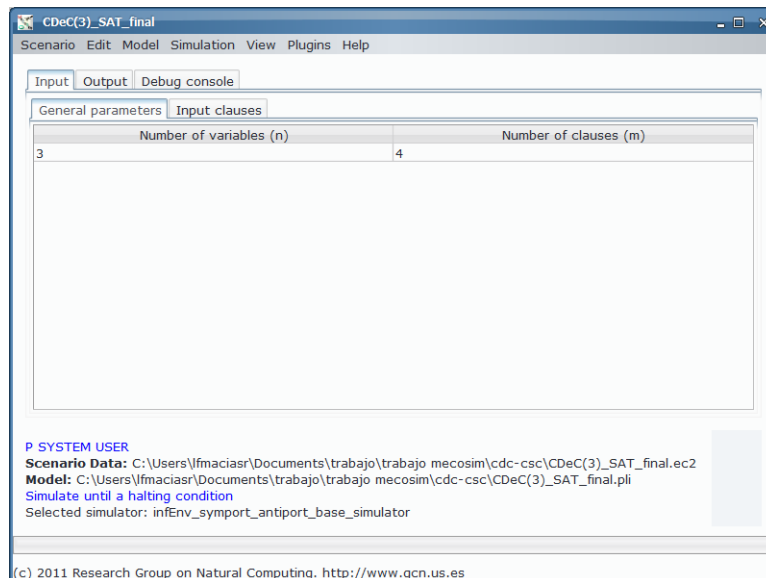 CDeC(3)_SAT_final
Scenario Edit Model Simulation View Plugins Help
Input Output Debug console
General parameters Input clauses
Number of variables (n) Number of clauses (m)
3 4
P SYSTEM USER
Scenario Data: C:\Users\lfmaciasr\Documents\trabajo\trabajo mecosim\cdc-csc\CDeC(3)_SAT_final.ec2
Model: C:\Users\lfmaciasr\Documents\trabajo\trabajo mecosim\cdc-csc\CDeC(3)_SAT_final.pli
Simulate until a halting condition
Selected simulator: infEnv_symport_antiport_base_simulator
(c) 2011 Research Group on Natural Computing. http://www.gcn.us.es